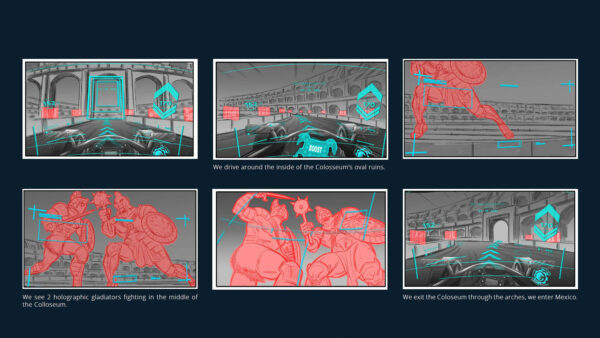 BOOST
We drive around the inside of the Colosseum's oval ruins.
We see 2 holographic gladiators fighting in the middle of
the Colloseum.
We exit the Coloseum through the arches, we enter Mexico.